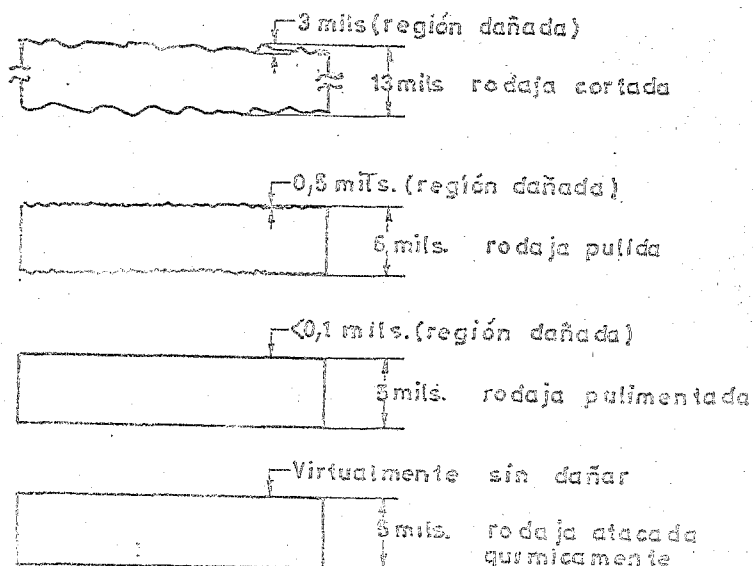 3 mils (región dañada)
13 mils rodaja cortada
0,5 mils. (región dañada)
6 mils. rodaja pulida
<0,1 mils. (región dañada)
5 mils. rodaja pulimentada
Virtualmente sin dañar
5 mils. rodaja atacada
químicamente